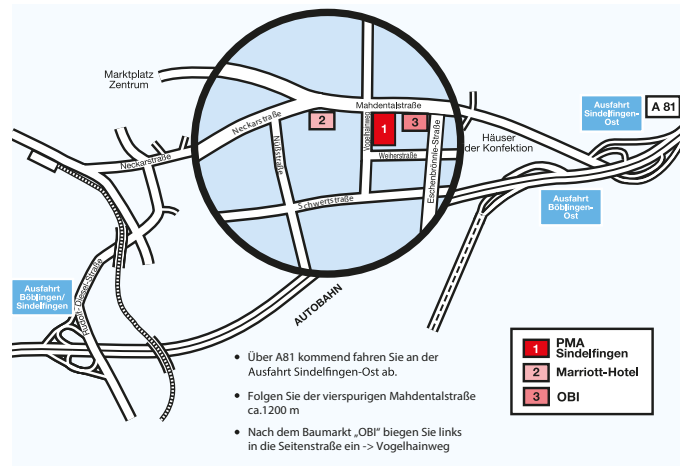 Marktplatz
Zentrum
Mahdentalstraße
Ausfahrt
Sindelfingen-
Ost
A 81
Neckarstraße
2
1
3
Vogelhainweg
Nußstraße
Häuser
der Konfektion
Weiherstraße
Eschenbrönnle-Straße
Neckarstraße
Schwertstraße
Ausfahrt
Böblingen-
Ost
Ausfahrt
Böblingen/
Sindelfingen
Rudolf-Diesel-Straße
AUTOBAHN
• Über A81 kommend fahren Sie an der
Ausfahrt Sindelfingen-Ost ab.
• Folgen Sie der vierspurigen Mahdentalstraße
ca.1200 m
• Nach dem Baumarkt „OBI" biegen Sie links
in die Seitenstraße ein -> Vogelhainweg
1 PMA
Sindelfingen
2 Marriott-Hotel
3 OBI